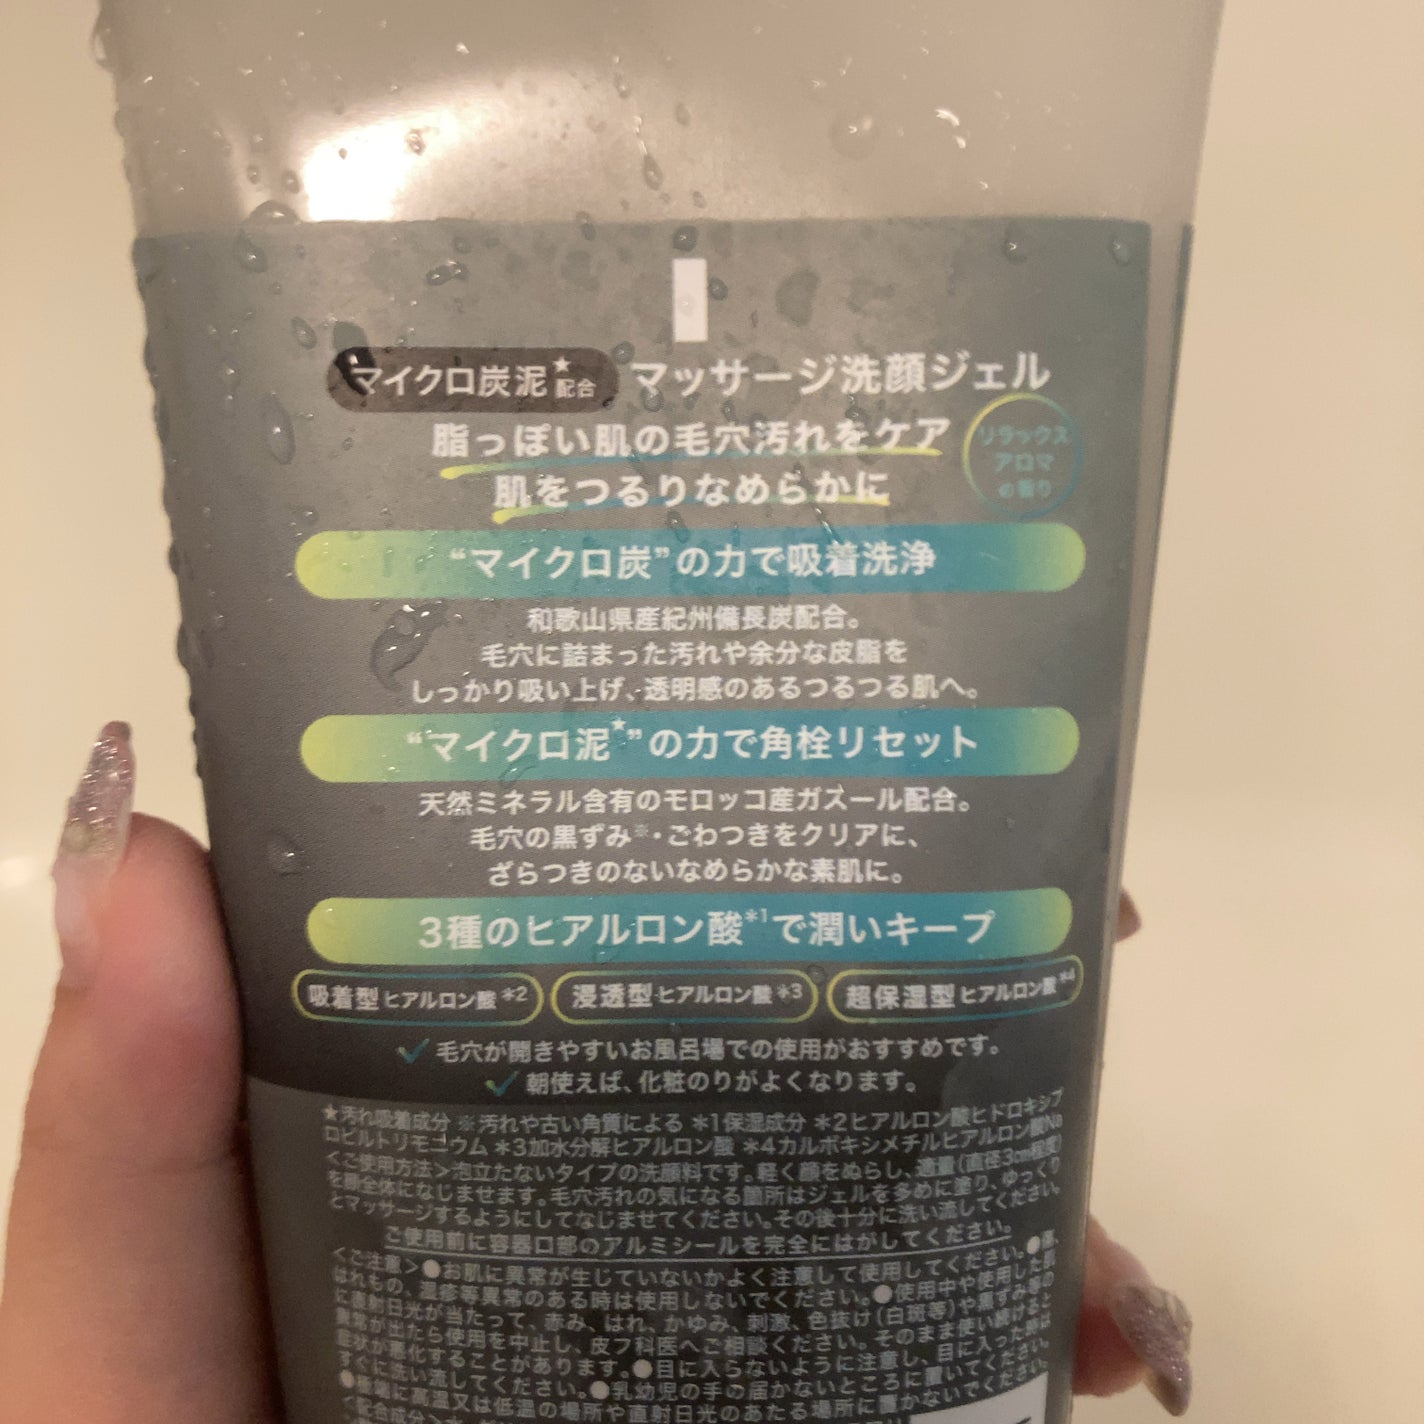 マイクロ炭泥★配合 マッサージ洗顔ジェル
脂っぽい肌の毛穴汚れをケア
肌をつるりなめらかに
リラックス
アロマ
の香り
“マイクロ炭”の力で吸着洗浄
和歌山県産紀州備長炭配合。
毛穴に詰まった汚れや余分な皮脂を
しっかり吸い上げ、透明感のあるつるつる肌へ。
“マイクロ泥★”の力で角栓リセット
天然ミネラル含有のモロッコ産ガスール配合。
毛穴の黒ずみ※・ごわつきをクリアに、
ざらつきのないなめらかな素肌に。
3種のヒアルロン酸*1で潤いキープ
吸着型ヒアルロン酸*2 浸透型ヒアルロン酸*3 超保湿型ヒアルロン酸*4
毛穴が開きやすいお風呂場での使用がおすすめです。
朝使えば、化粧のりがよくなります。
★汚れ吸着成分 ※汚れや古い角質による *1保湿成分 *2ヒアルロン酸ヒドロキシプ
ロピルトリモニウム *3加水分解ヒアルロン酸 *4カルボキシメチルヒアルロン酸Na
＜ご使用方法＞泡立たないタイプの洗顔料です。軽く顔をぬらし、適量(直径3cm程度)
を顔全体になじませます。毛穴汚れの気になる箇所はジェルを多めに塗り、ゆっくり
とマッサージするようにしてなじませてください。その後十分に洗い流してください。
ご使用前に容器口部のアルミシールを完全にはがしてください。
＜ご注意＞●お肌に異常が生じていないかよく注意して使用してください。●傷、
はれもの、湿疹等異常のある時は使用しないでください。●使用中や使用した肌
に直射日光が当たって、赤み、はれ、かゆみ、刺激、色抜け(白斑等)や黒ずみ等の
異常が出たら使用を中止し、皮フ科医へご相談ください。そのまま使い続けると
症状が悪化することがあります。●目に入らないように注意し、目に入った時は
すぐに洗い流してください。●乳幼児の手の届かないところに置いてください。
●極端に高温又は低温の場所や直射日光のあたる場所に置かないでください。